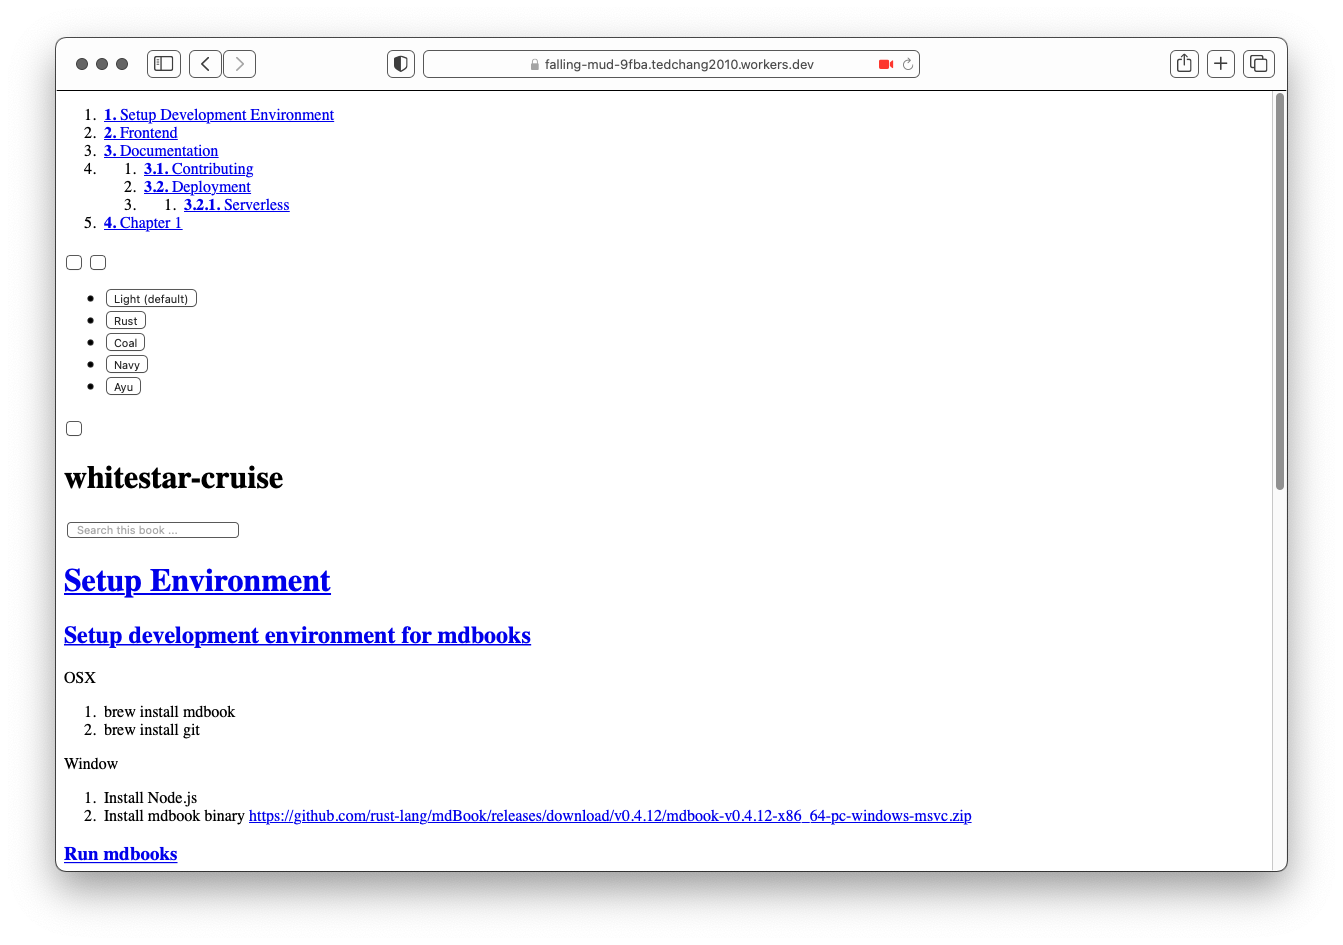 falling-mud-9fba.tedchang2010.workers.dev
1. 1. Setup Development Environment
2. 2. Frontend
3. 3. Documentation
4. 1. 3.1. Contributing
2. 3.2. Deployment
3. 1. 3.2.1. Serverless
5. 4. Chapter 1
Light (default)
Rust
Coal
Navy
Ayu
whitestar-cruise
Search this book ...
Setup Environment
Setup development environment for mdbooks
OSX
1. brew install mdbook
2. brew install git
Window
1. Install Node.js
2. Install mdbook binary https://github.com/rust-lang/mdBook/releases/download/v0.4.12/mdbook-v0.4.12-x86_64-pc-windows-msvc.zip
Run mdbooks